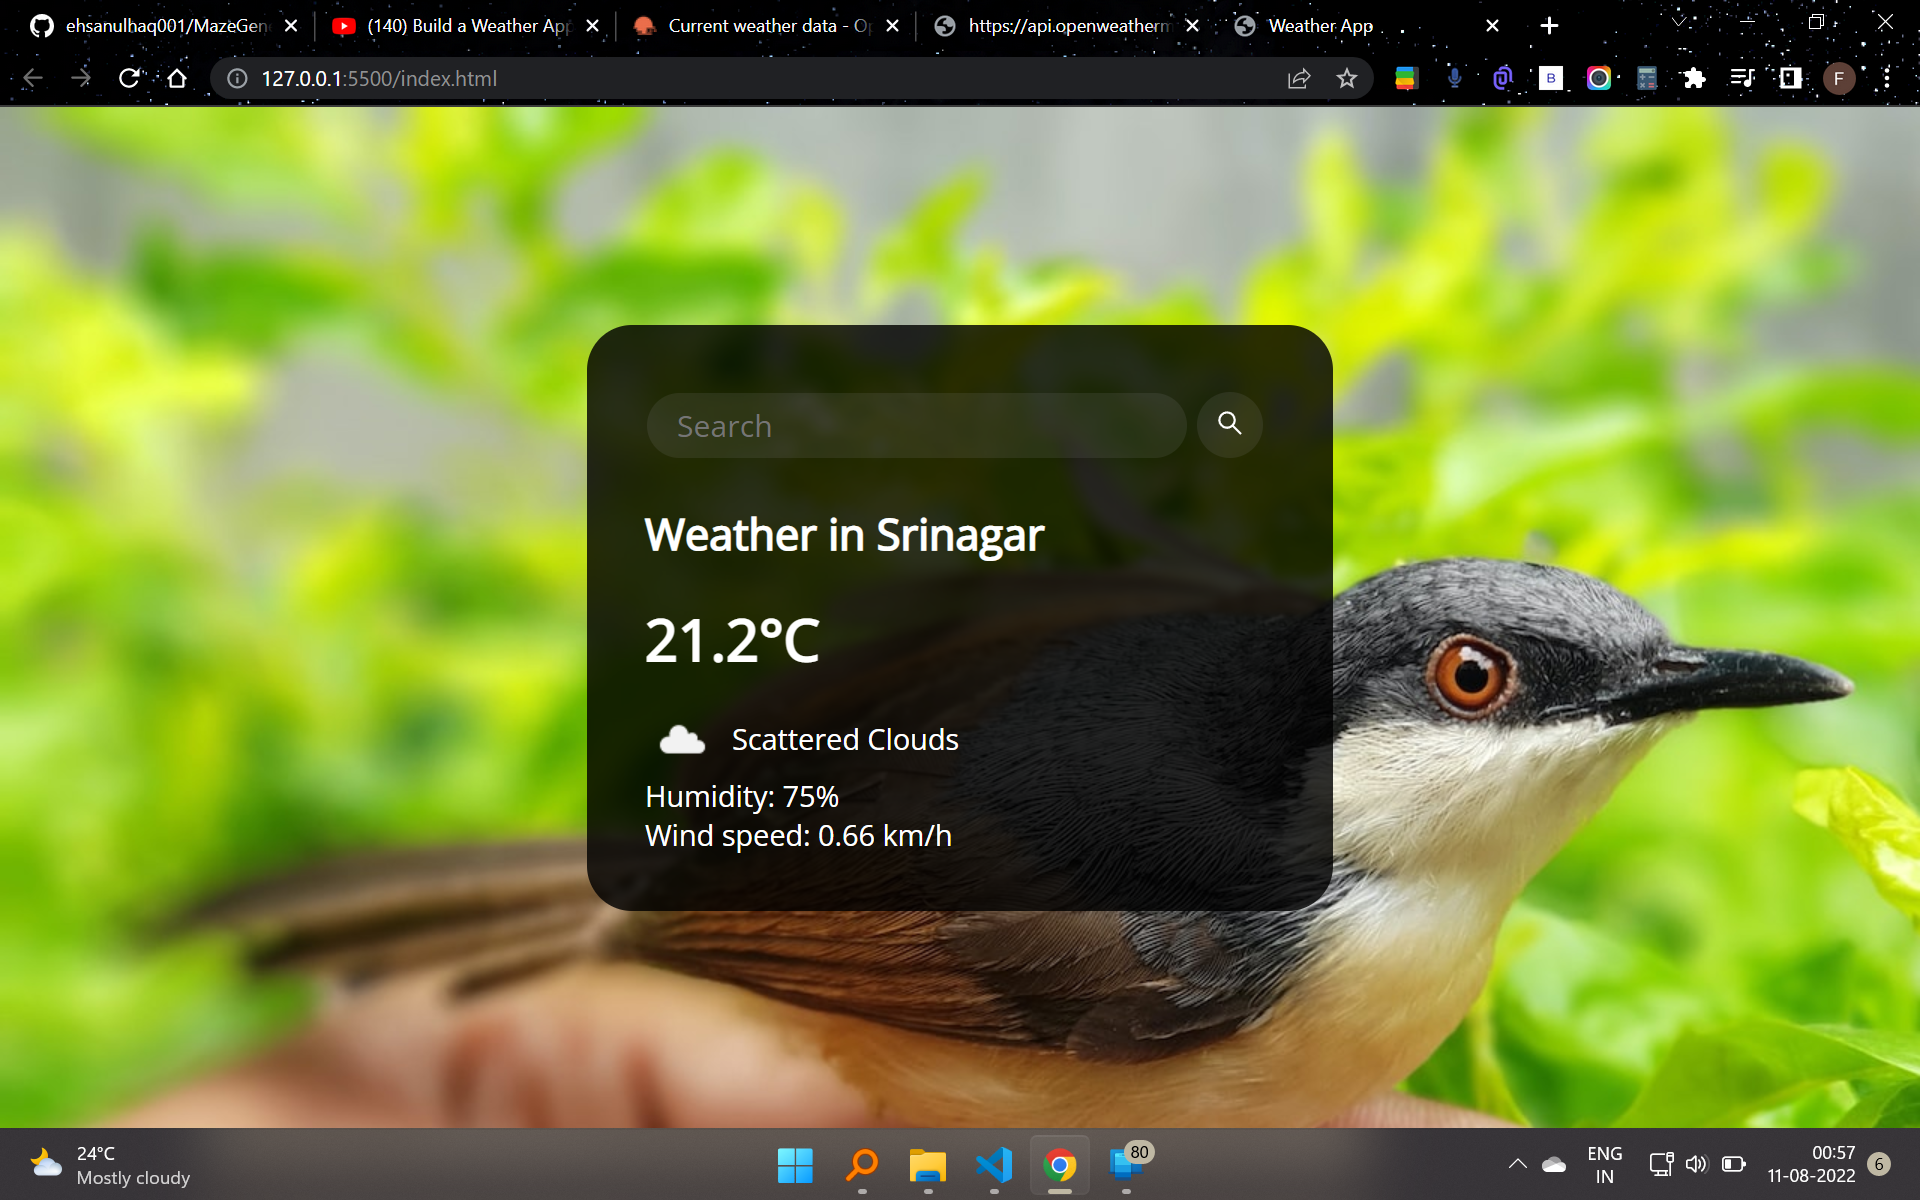 ehsanulhaq001/MazeGen
(140) Build a Weather App
Current weather data - O
https://api.openweatherm
Weather App
127.0.0.1:5500/index.html
B
F
Search
Weather in Srinagar
21.2°C
Scattered Clouds
Humidity: 75%
Wind speed: 0.66 km/h
24°C
Mostly cloudy
80
ENG
IN
00:57
11-08-2022
6